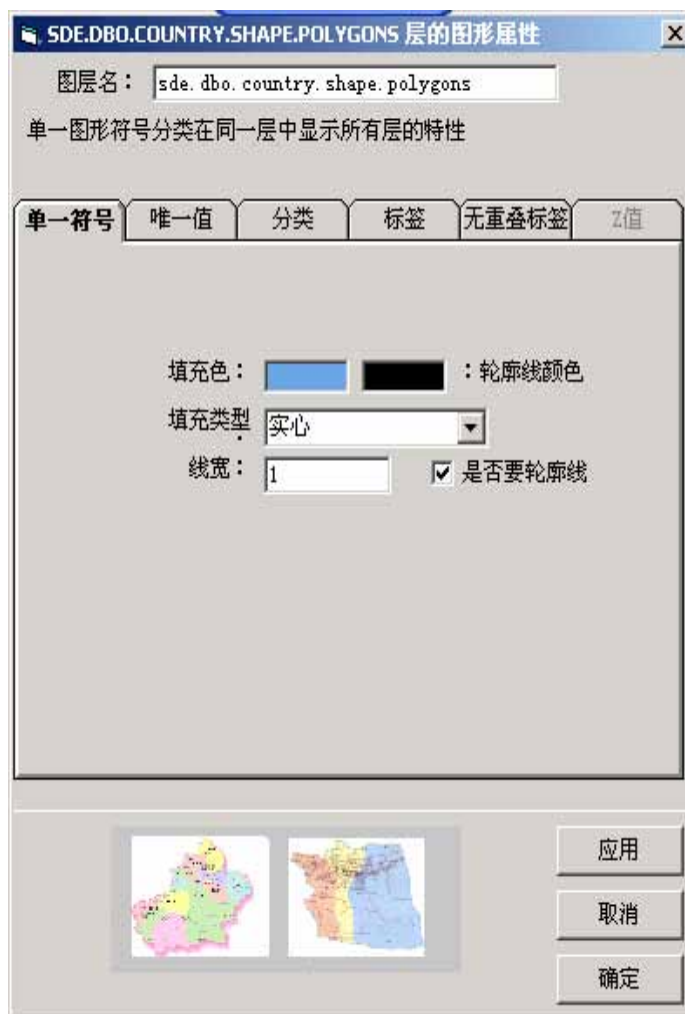 SDE.DBO.COUNTRY.SHAPE.POLYGONS 层的图形属性
图层名： sde.dbo.country.shape.polygons
单一图形符号分类在同一层中显示所有层的特性
单一符号 唯一值 分类 标签 无重叠标签 Z值
填充色： ：轮廓线颜色
填充类型： 实心
线宽： 1 是否要轮廓线
应用
取消
确定